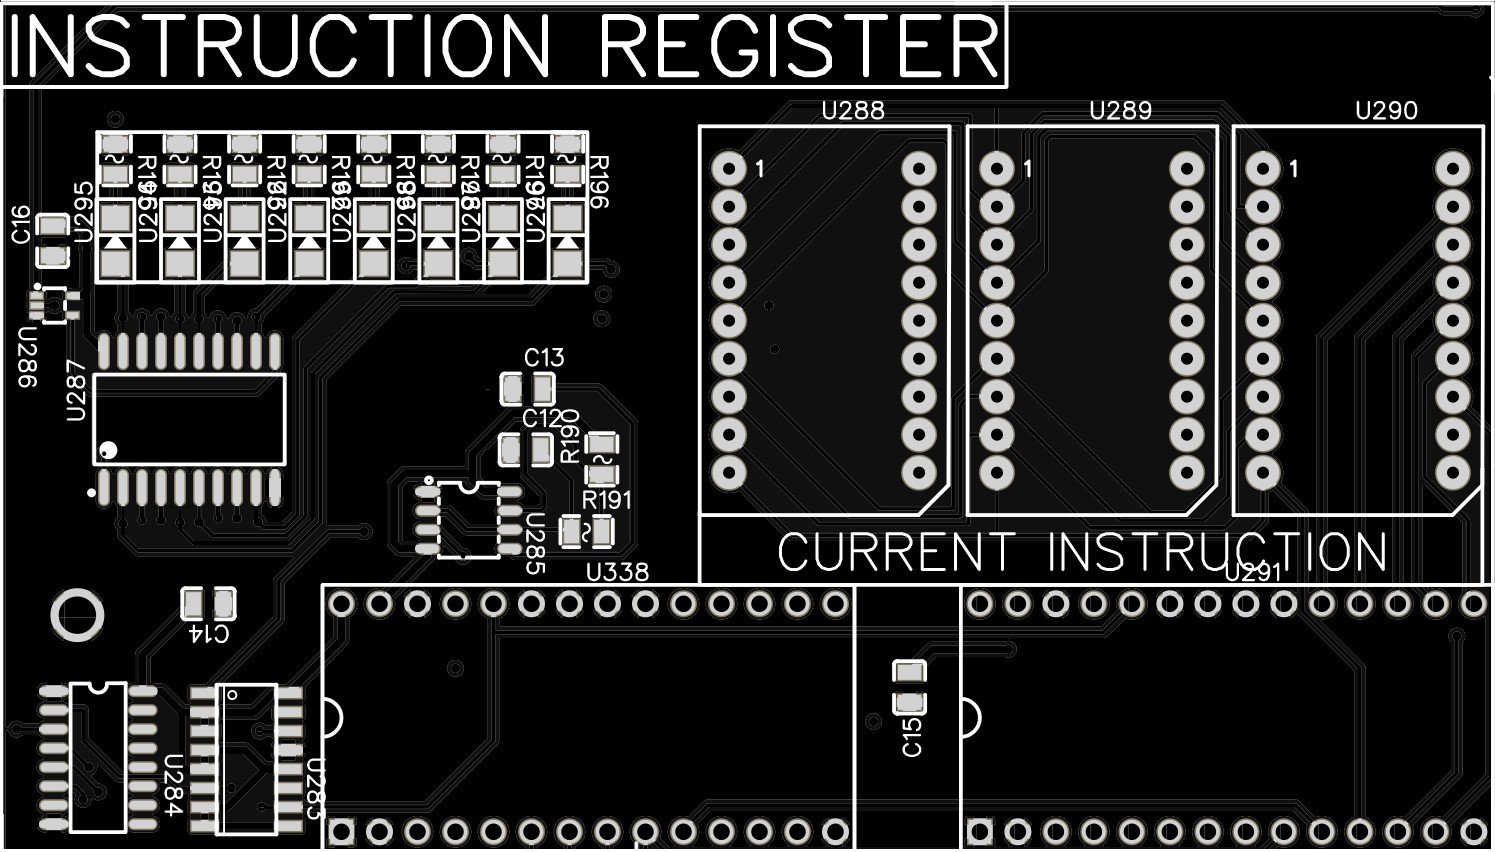 INSTRUCTION REGISTER
U288
U289
U290
1
1
1
R196
C16
U295
U286
U287
C13
C12
R190
R191
U285
CURRENT INSTRUCTION
U338
U291
C14
C15
U284
U283